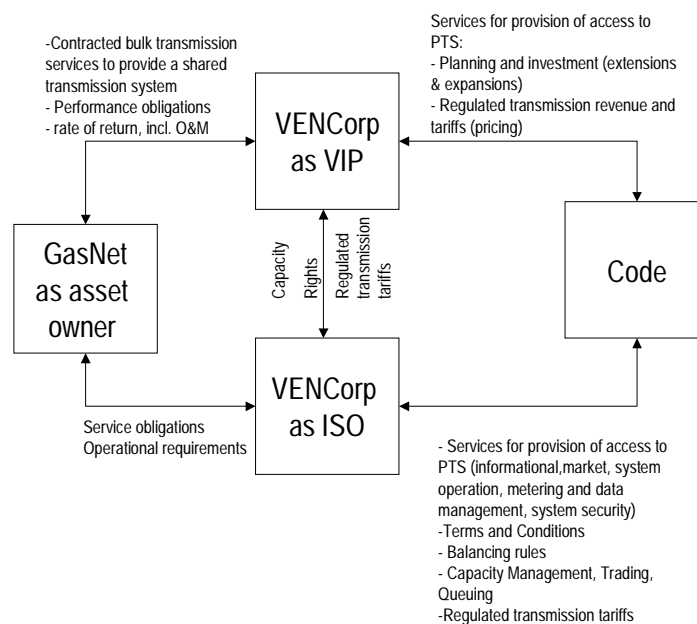 -Contracted bulk transmission
services to provide a shared
transmission system
- Performance obligations
- rate of return, incl. O&M
Services for provision of access to
PTS:
- Planning and investment (extensions
& expansions)
- Regulated transmission revenue and
tariffs (pricing)
VENCorp
as VIP
GasNet
as asset
owner
Capacity
Rights
Regulated
transmission
tariffs
Code
VENCorp
as ISO
Service obligations
Operational requirements
- Services for provision of access to
PTS (informational,market, system
operation, metering and data
management, system security)
-Terms and Conditions
- Balancing rules
- Capacity Management, Trading,
Queuing
-Regulated transmission tariffs